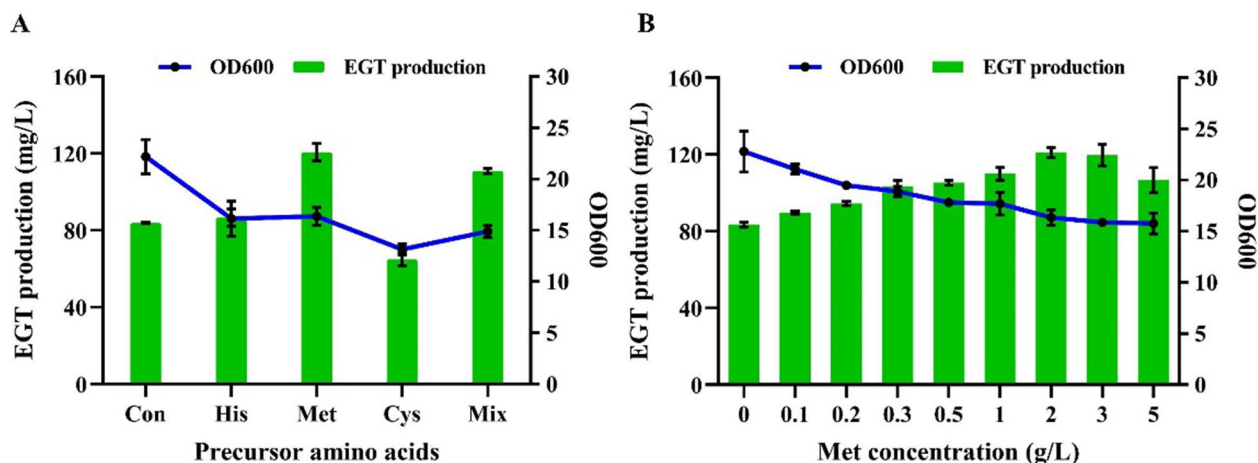 A
OD600 EGT production
EGT production (mg/L)
160
120
80
40
0
30
25
20
15
10
5
0
OD600
Con His Met Cys Mix
Precursor amino acids
B
OD600 EGT production
EGT production (mg/L)
160
120
80
40
0
30
25
20
15
10
5
0
OD600
0 0.1 0.2 0.3 0.5 1 2 3 5
Met concentration (g/L)